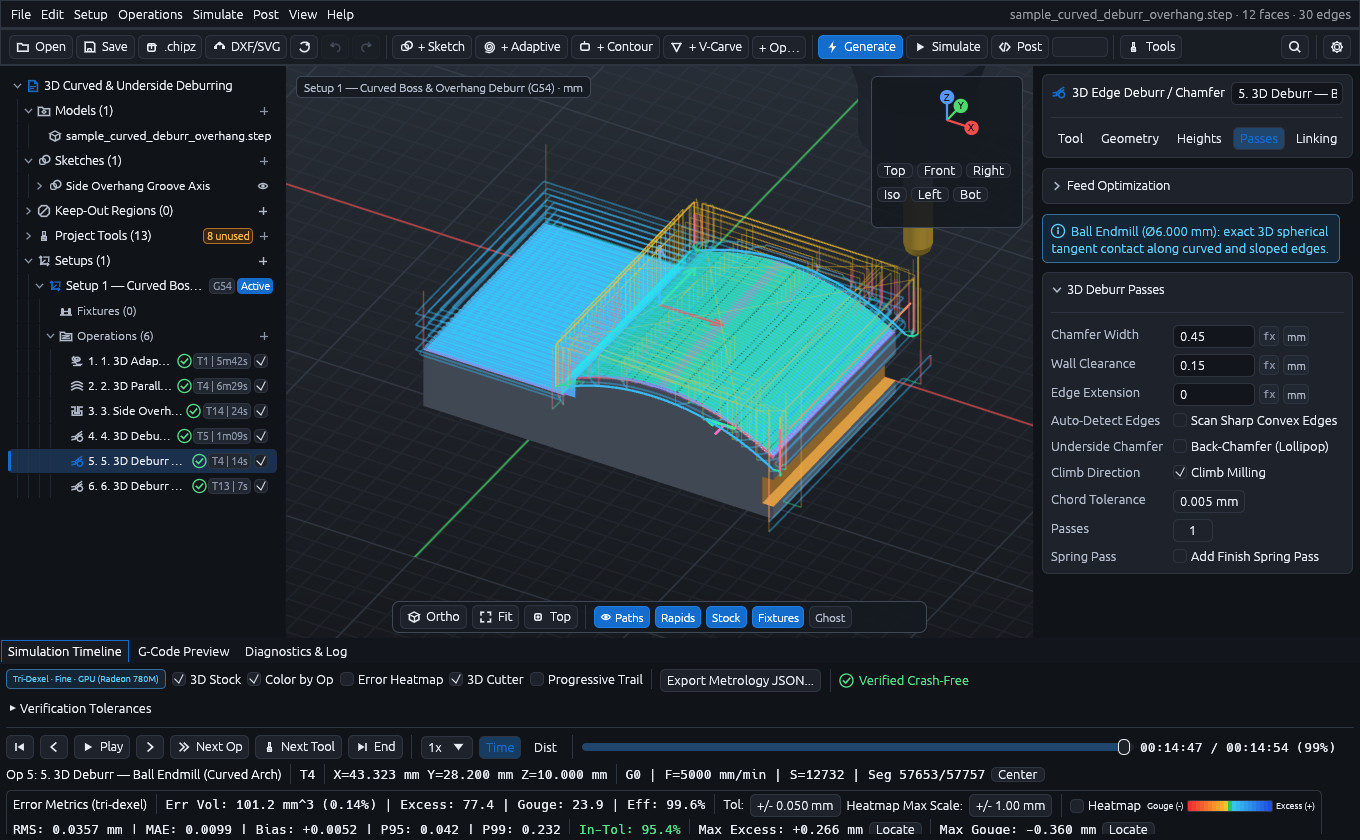 File Edit Setup Operations Simulate Post View Help
sample_curved_deburr_overhang.step · 12 faces · 30 edges
Open Save .chipz DXF/SVG + Sketch + Adaptive + Contour + V-Carve + Op... Generate Simulate Post Tools
3D Curved & Underside Deburring
Models (1) +
sample_curved_deburr_overhang.step
Sketches (1) +
Side Overhang Groove Axis
Keep-Out Regions (0) +
Project Tools (13) 8 unused +
Setups (1) +
Setup 1 — Curved Bos... G54 Active
Fixtures (0)
Operations (6) +
1. 1. 3D Adap... T1 | 5m42s
2. 2. 3D Parall... T4 | 6m29s
3. 3. Side Overh... T14 | 24s
4. 4. 3D Debu... T5 | 1m09s
5. 5. 3D Deburr ... T4 | 14s
6. 6. 3D Deburr ... T13 | 7s
Setup 1 — Curved Boss & Overhang Deburr (G54) · mm
Z
Y
X
Top Front Right
Iso Left Bot
Ortho Fit Top Paths Rapids Stock Fixtures Ghost
3D Edge Deburr / Chamfer 5. 3D Deburr — B
Tool Geometry Heights Passes Linking
Feed Optimization
Ball Endmill (Ø6.000 mm): exact 3D spherical
tangent contact along curved and sloped edges.
3D Deburr Passes
Chamfer Width 0.45 fx mm
Wall Clearance 0.15 fx mm
Edge Extension 0 fx mm
Auto-Detect Edges Scan Sharp Convex Edges
Underside Chamfer Back-Chamfer (Lollipop)
Climb Direction Climb Milling
Chord Tolerance 0.005 mm
Passes 1
Spring Pass Add Finish Spring Pass
Simulation Timeline G-Code Preview Diagnostics & Log
Tri-Dexel · Fine · GPU (Radeon 780M) 3D Stock Color by Op Error Heatmap 3D Cutter Progressive Trail Export Metrology JSON... Verified Crash-Free
Verification Tolerances
Play Next Op Next Tool End 1x Time Dist 00:14:47 / 00:14:54 (99%)
Op 5: 5. 3D Deburr — Ball Endmill (Curved Arch) T4 X=43.323 mm Y=28.200 mm Z=10.000 mm G0 | F=5000 mm/min | S=12732 | Seg 57653/57757 Center
Error Metrics (tri-dexel) Err Vol: 101.2 mm^3 (0.14%) | Excess: 77.4 | Gouge: 23.9 | Eff: 99.6% Tol: +/- 0.050 mm Heatmap Max Scale: +/- 1.00 mm Heatmap Gouge (-) Excess (+)
RMS: 0.0357 mm | MAE: 0.0099 | Bias: +0.0052 | P95: 0.042 | P99: 0.232 In-Tol: 95.4% Max Excess: +0.266 mm Locate Max Gouge: -0.360 mm Locate